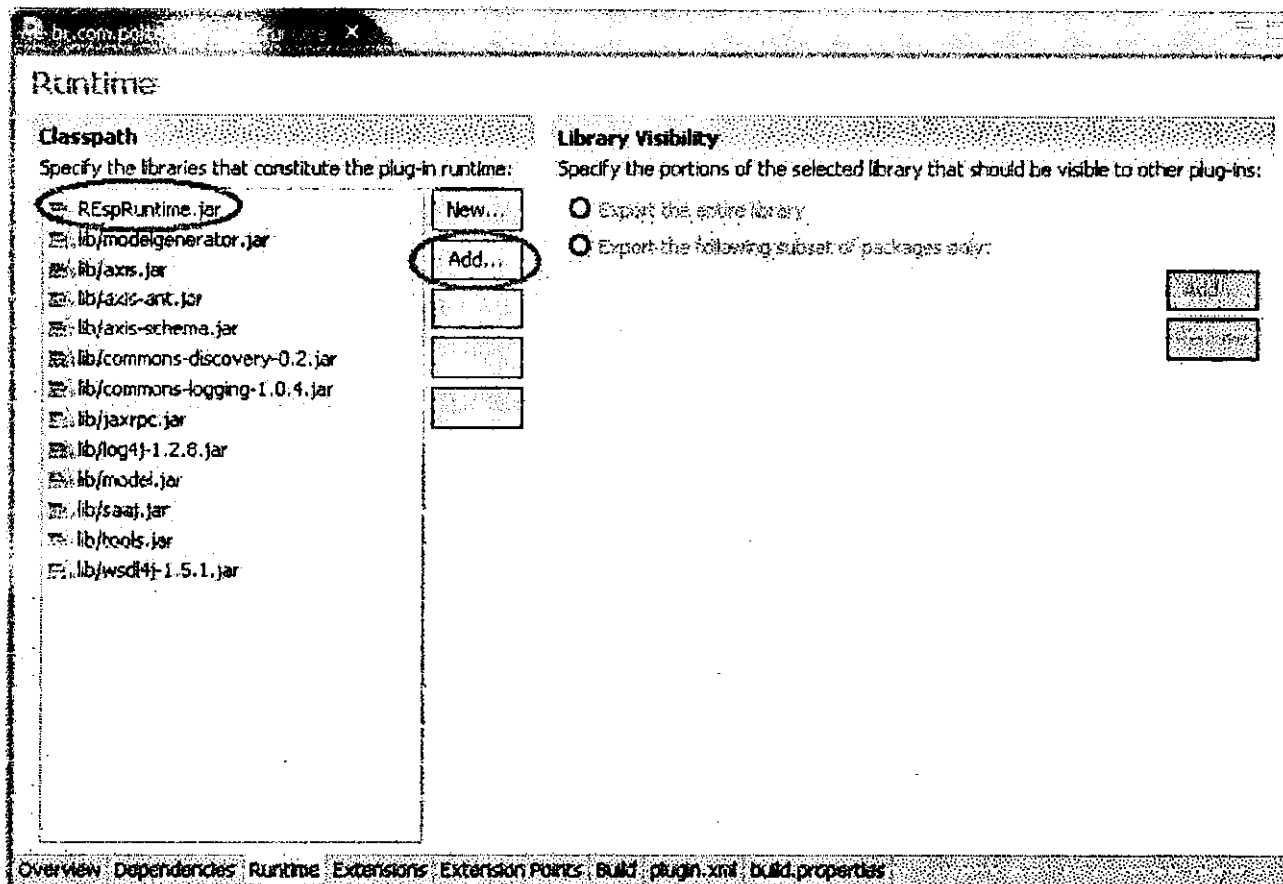 br.com.polit
Runtime
Classpath
Specify the libraries that constitute the plug-in runtime:
REspRuntime.jar
lib/modelgenerator.jar
lib/axis.jar
lib/axis-ant.jar
lib/axis-schema.jar
lib/commons-discovery-0.2.jar
lib/commons-logging-1.0.4.jar
lib/jaxrpc.jar
lib/log4j-1.2.8.jar
lib/model.jar
lib/saaj.jar
lib/tools.jar
lib/wsdl4j-1.5.1.jar
New...
Add...
Library Visibility
Specify the portions of the selected library that should be visible to other plug-ins:
Export the entire library
Export the following subset of packages only:
Add...
Overview Dependencies Runtime Extensions Extension Points Build plugin.xml build.properties